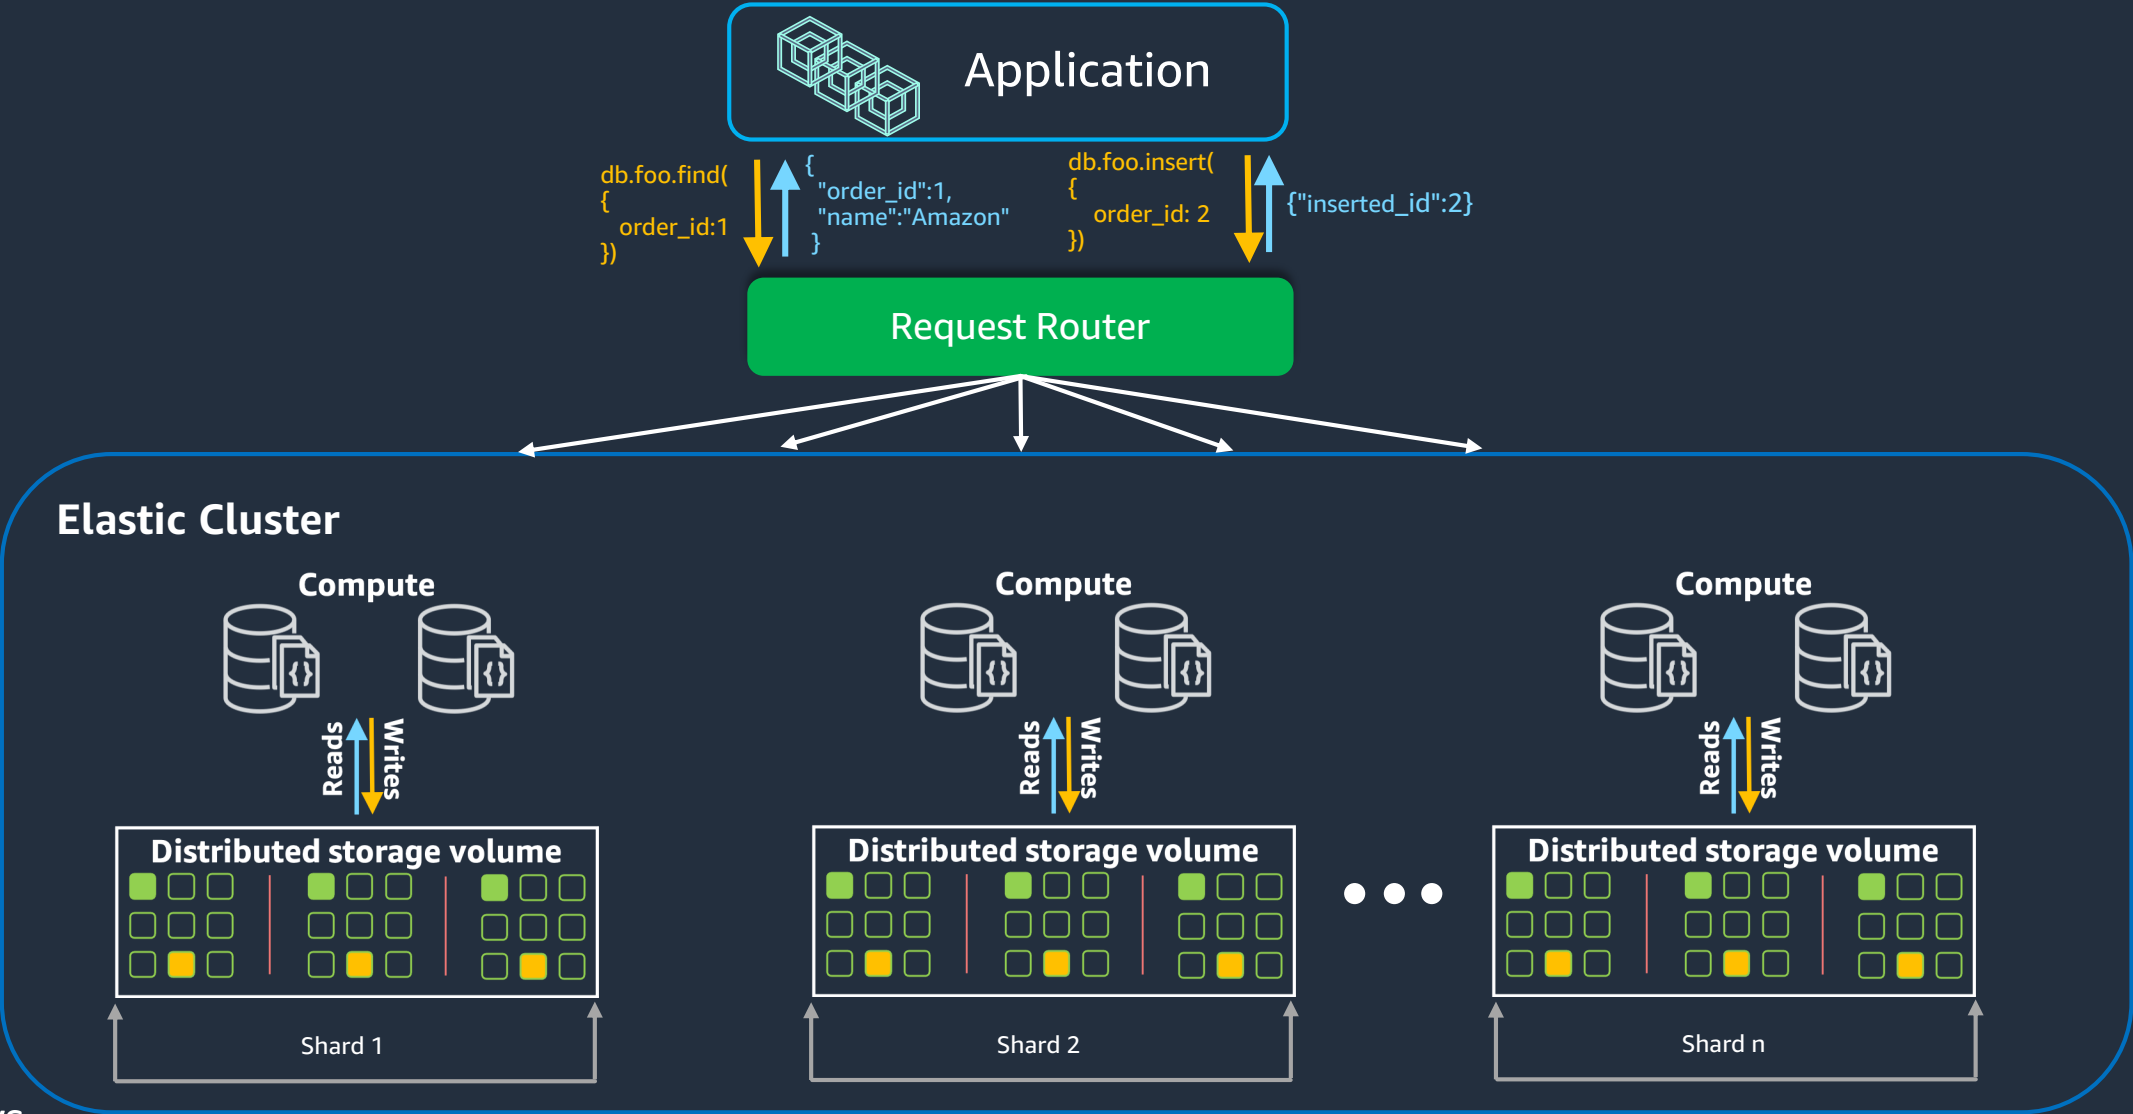 Application
db.foo.find(
{
order_id:1
})
{
"order_id":1,
"name":"Amazon"
}
db.foo.insert(
{
order_id: 2
})
{"inserted_id":2}
Request Router
Elastic Cluster
Compute
Compute
Compute
{}
{}
{}
{}
{}
{}
Reads
Writes
Reads
Writes
Reads
Writes
Distributed storage volume
Distributed storage volume
Distributed storage volume
Shard 1
Shard 2
Shard n